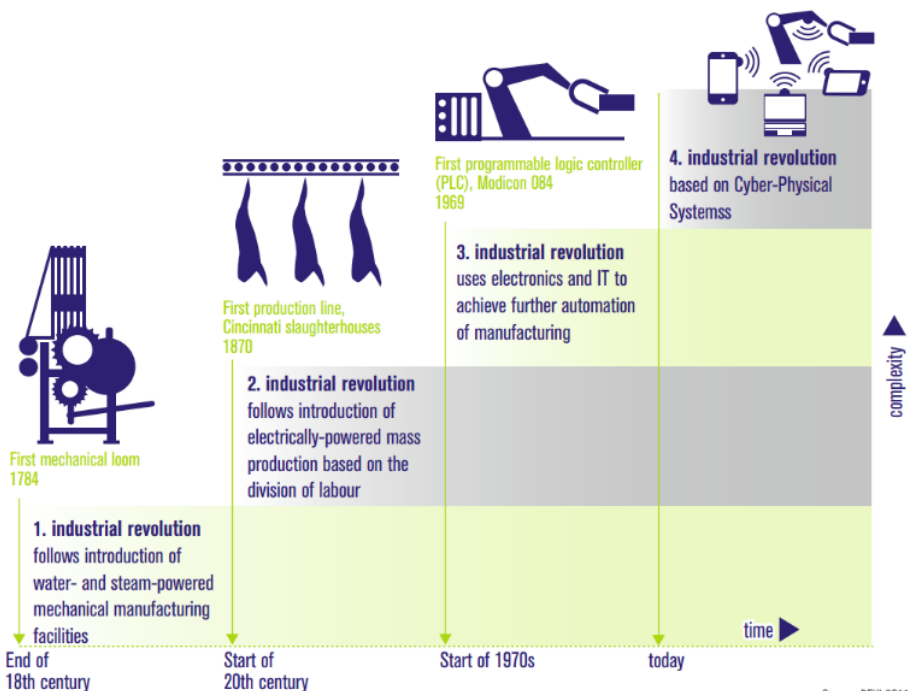 First mechanical loom
1784
1. industrial revolution
follows introduction of
water- and steam-powered
mechanical manufacturing
facilities
End of
18th century
First production line,
Cincinnati slaughterhouses
1870
2. industrial revolution
follows introduction of
electrically-powered mass
production based on the
division of labour
Start of
20th century
First programmable logic controller
(PLC), Modicon 084
1969
3. industrial revolution
uses electronics and IT to
achieve further automation
of manufacturing
Start of 1970s
4. industrial revolution
based on Cyber-Physical
Systemss
today
time
complexity